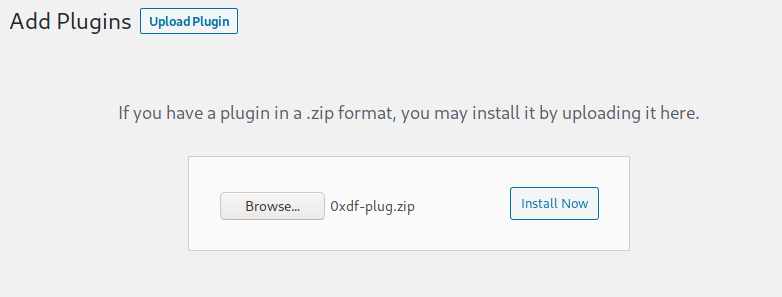 Add Plugins Upload Plugin
If you have a plugin in a .zip format, you may install it by uploading it here.
Browse... 0xdf-plug.zip Install Now